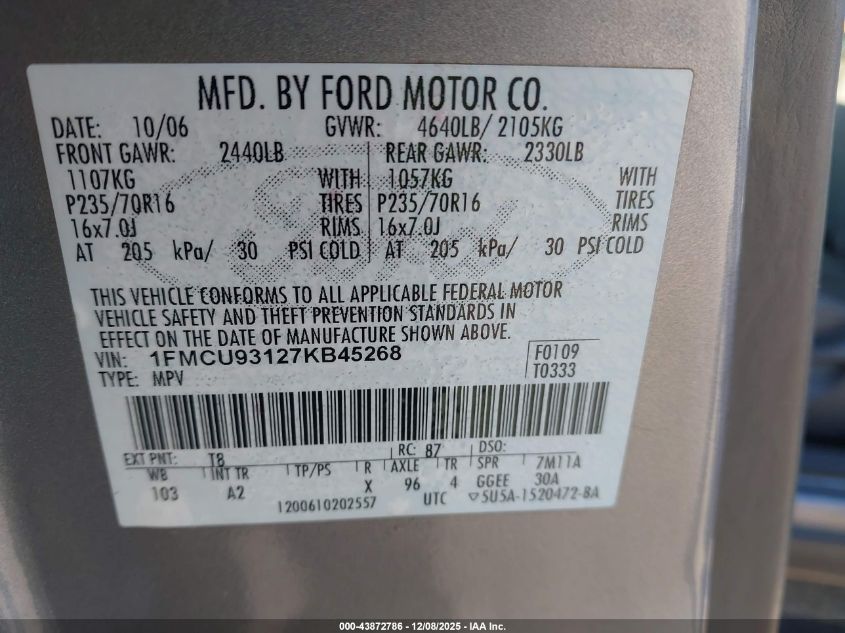 MFD. BY FORD MOTOR CO.
DATE: 10/06 GVWR: 4640LB/ 2105KG
FRONT GAWR: 2440LB REAR GAWR: 2330LB
1107KG WITH 1057KG WITH
P235/70R16 TIRES P235/70R16 TIRES
16x7.0J RIMS 16x7.0J RIMS
AT 205 kPa/ 30 PSI COLD AT 205 kPa/ 30 PSI COLD
THIS VEHICLE CONFORMS TO ALL APPLICABLE FEDERAL MOTOR
VEHICLE SAFETY AND THEFT PREVENTION STANDARDS IN
EFFECT ON THE DATE OF MANUFACTURE SHOWN ABOVE.
VIN: 1FMCU93127KB45268 F0109
TYPE: MPV T0333
EXT PNT: T8 RC: 87 DSO:
WB INT TR TP/PS R AXLE TR SPR 7M11A
103 A2 X 96 4 GGEE 30A
1200610202557 UTC ▽5U5A-1520472-BA
000-43872786 - 12/08/2025 - IAA Inc.